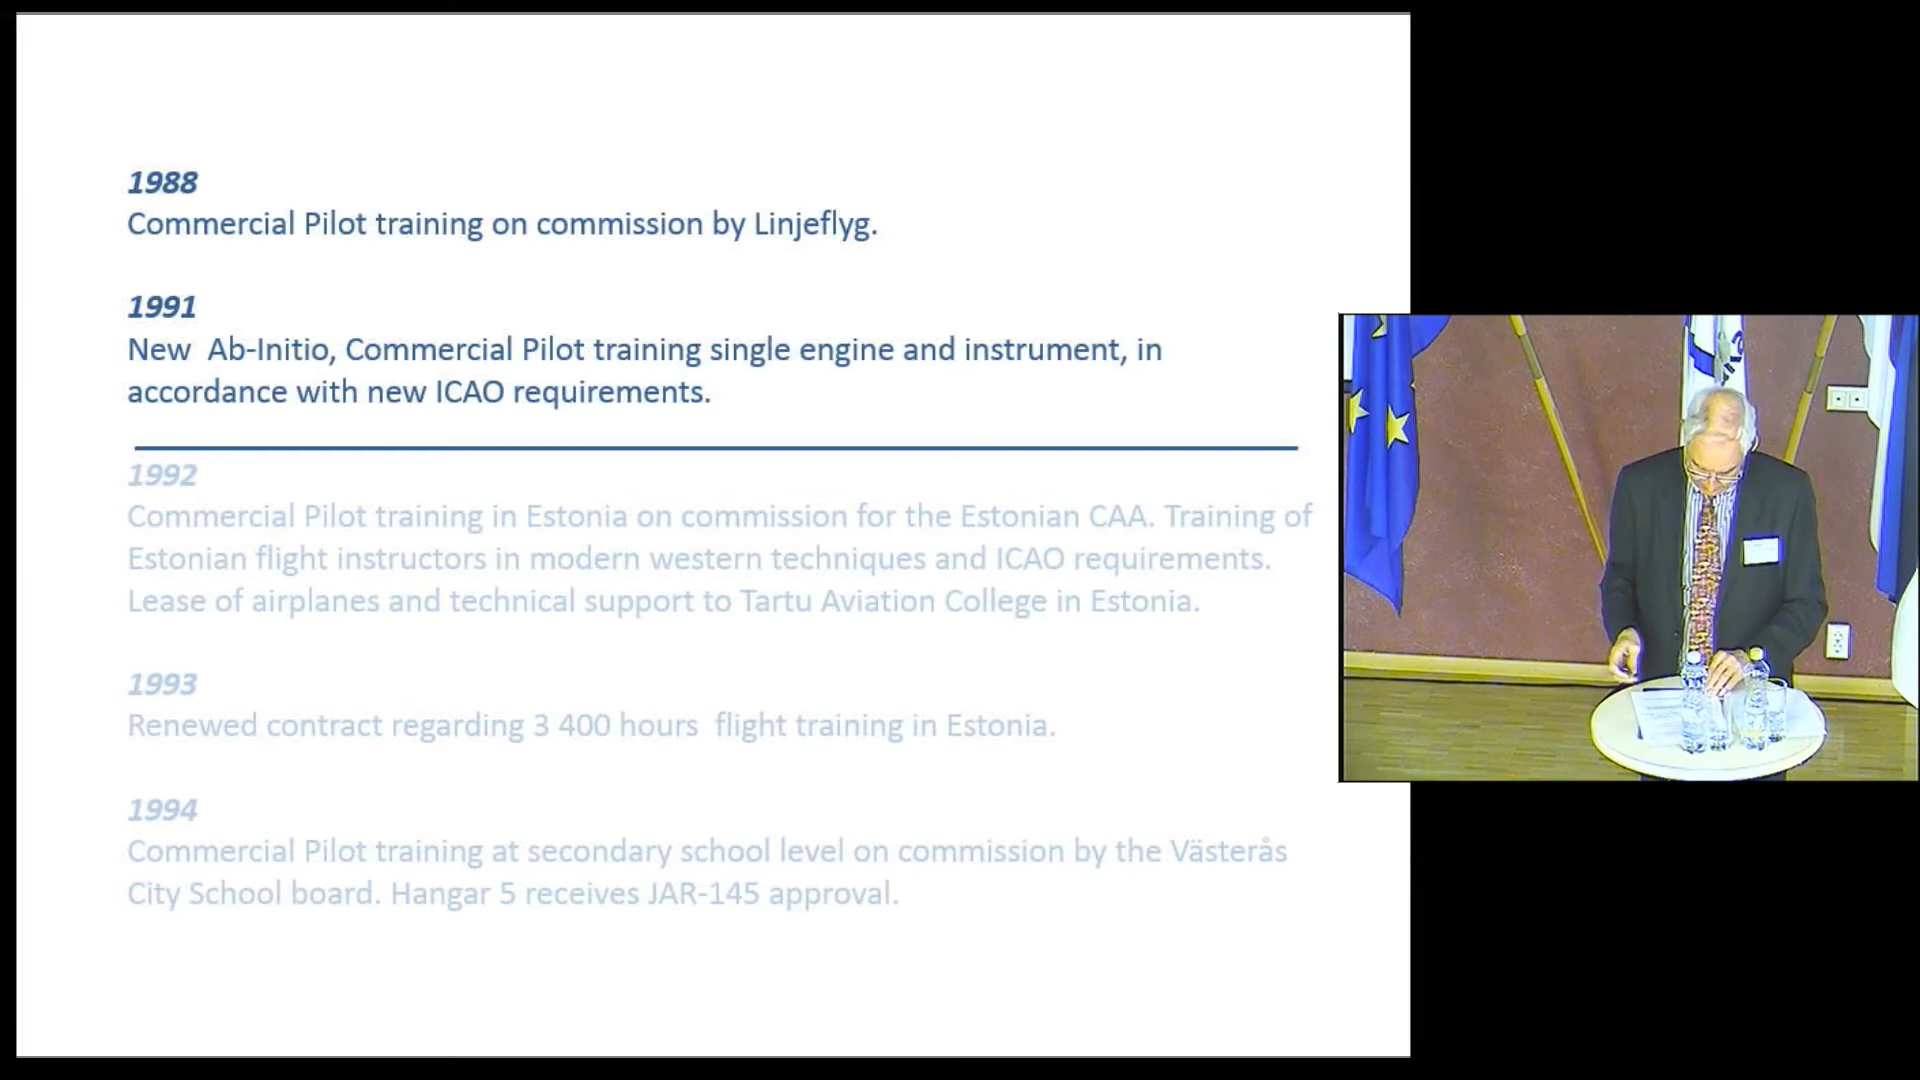 1988
Commercial Pilot training on commission by Linjeflyg.
1991
New Ab-Initio, Commercial Pilot training single engine and instrument, in
accordance with new ICAO requirements.
1992
Commercial Pilot training in Estonia on commission for the Estonian CAA. Training of
Estonian flight instructors in modern western techniques and ICAO requirements.
Lease of airplanes and technical support to Tartu Aviation College in Estonia.
1993
Renewed contract regarding 3 400 hours flight training in Estonia.
1994
Commercial Pilot training at secondary school level on commission by the Västerås
City School board. Hangar 5 receives JAR-145 approval.